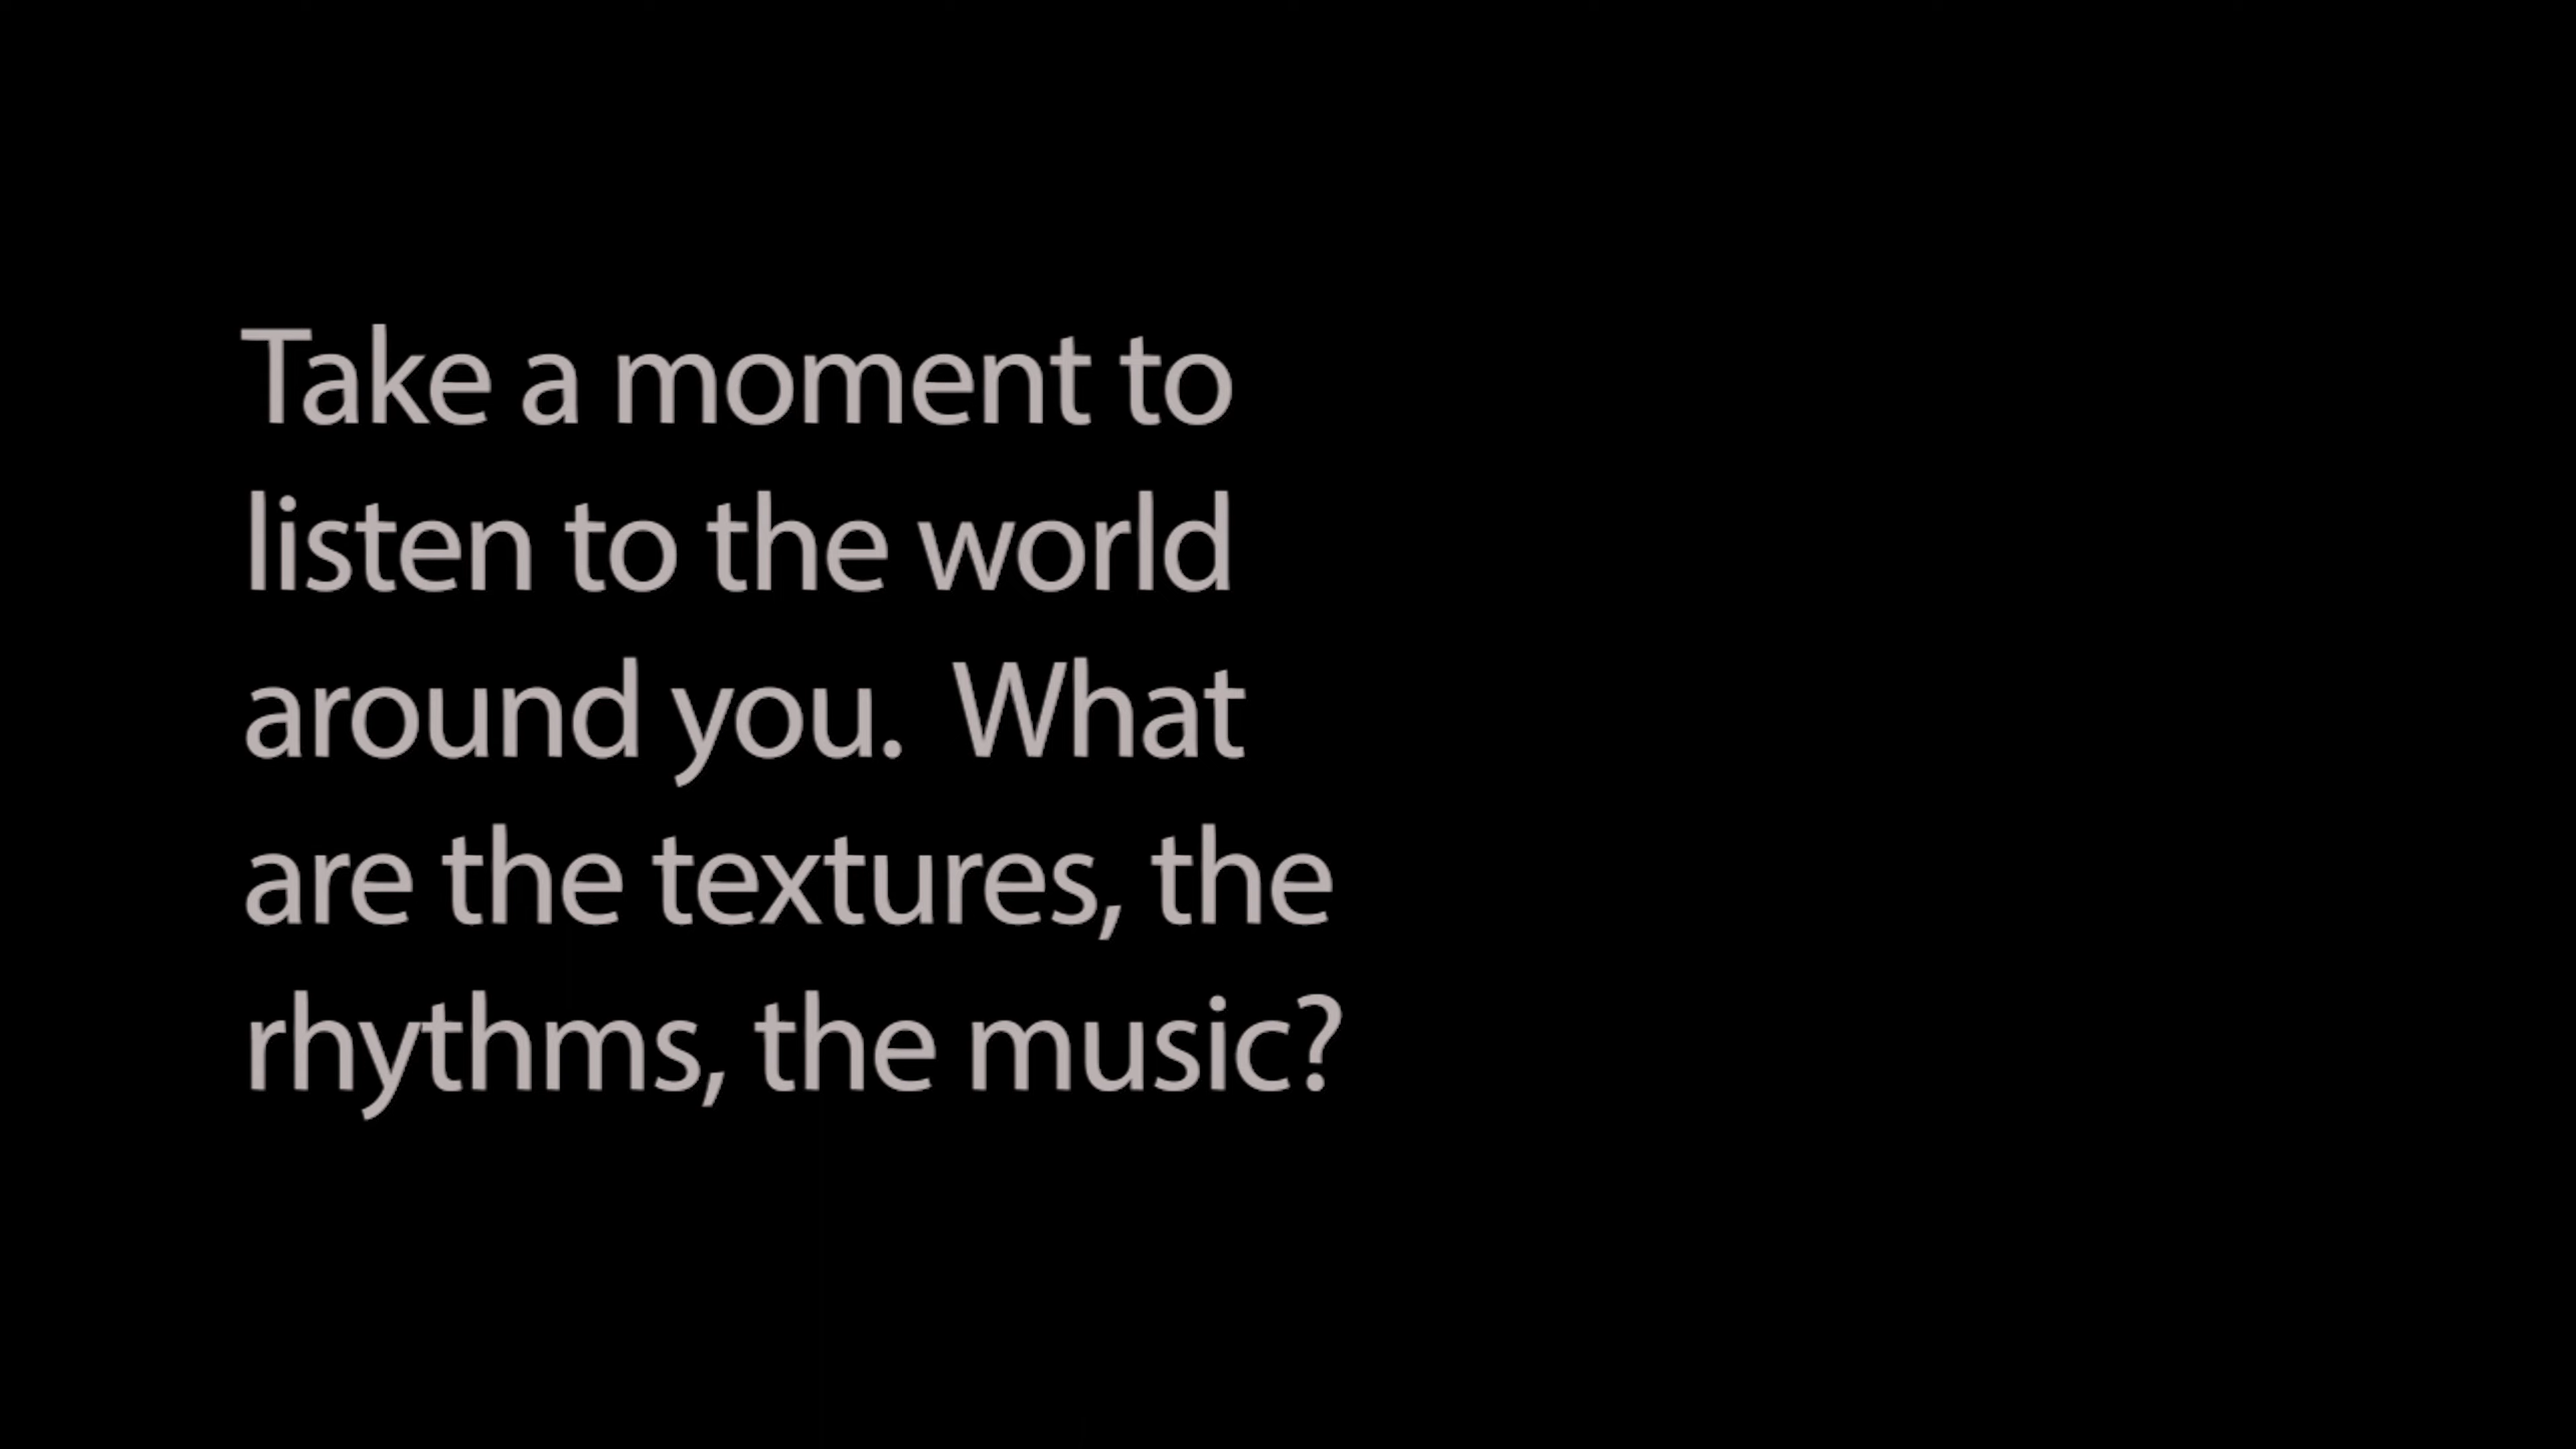 Take a moment to
listen to the world
around you.  What
are the textures, the
rhythms, the music?